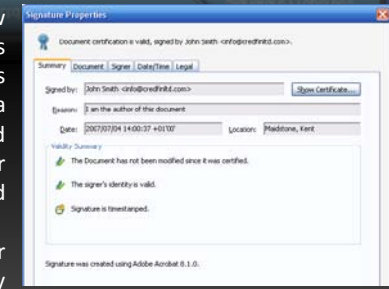 Signature Properties
Document certification is valid, signed by John Smith <info@credfinltd.com>.
Summary Document Signer Date/Time Legal
Signed by: John Smith <info@credfinltd.com> Show Certificate...
Reason: I am the author of this document
Date: 2007/07/04 14:00:37 +01'00' Location: Maidstone, Kent
Validity Summary
The Document has not been modified since it was certified.
The signer's identity is valid.
Signature is timestamped.
Signature was created using Adobe Acrobat 8.1.0.